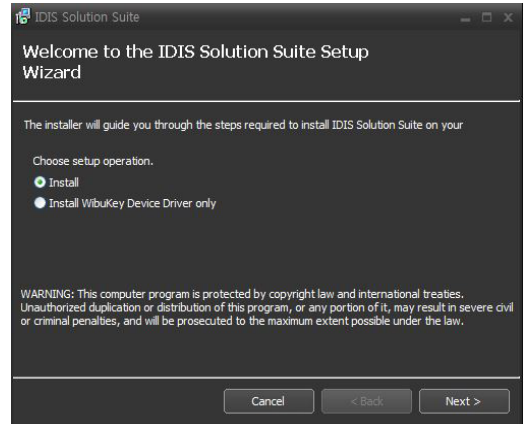 IDIS Solution Suite
Welcome to the IDIS Solution Suite Setup
Wizard
The installer will guide you through the steps required to install IDIS Solution Suite on your
Choose setup operation.
Install
Install WibuKey Device Driver only
WARNING: This computer program is protected by copyright law and international treaties.
Unauthorized duplication or distribution of this program, or any portion of it, may result in severe civil
or criminal penalties, and will be prosecuted to the maximum extent possible under the law.
Cancel < Back Next >